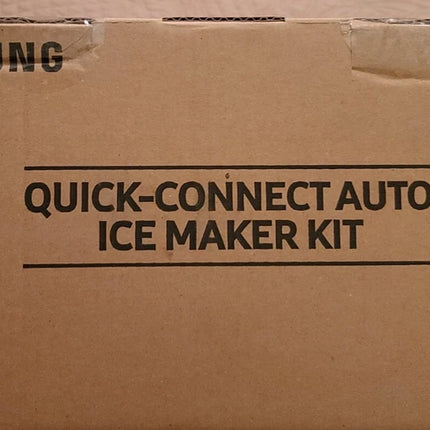 UNG
QUICK-CONNECT AUTO
ICE MAKER KIT